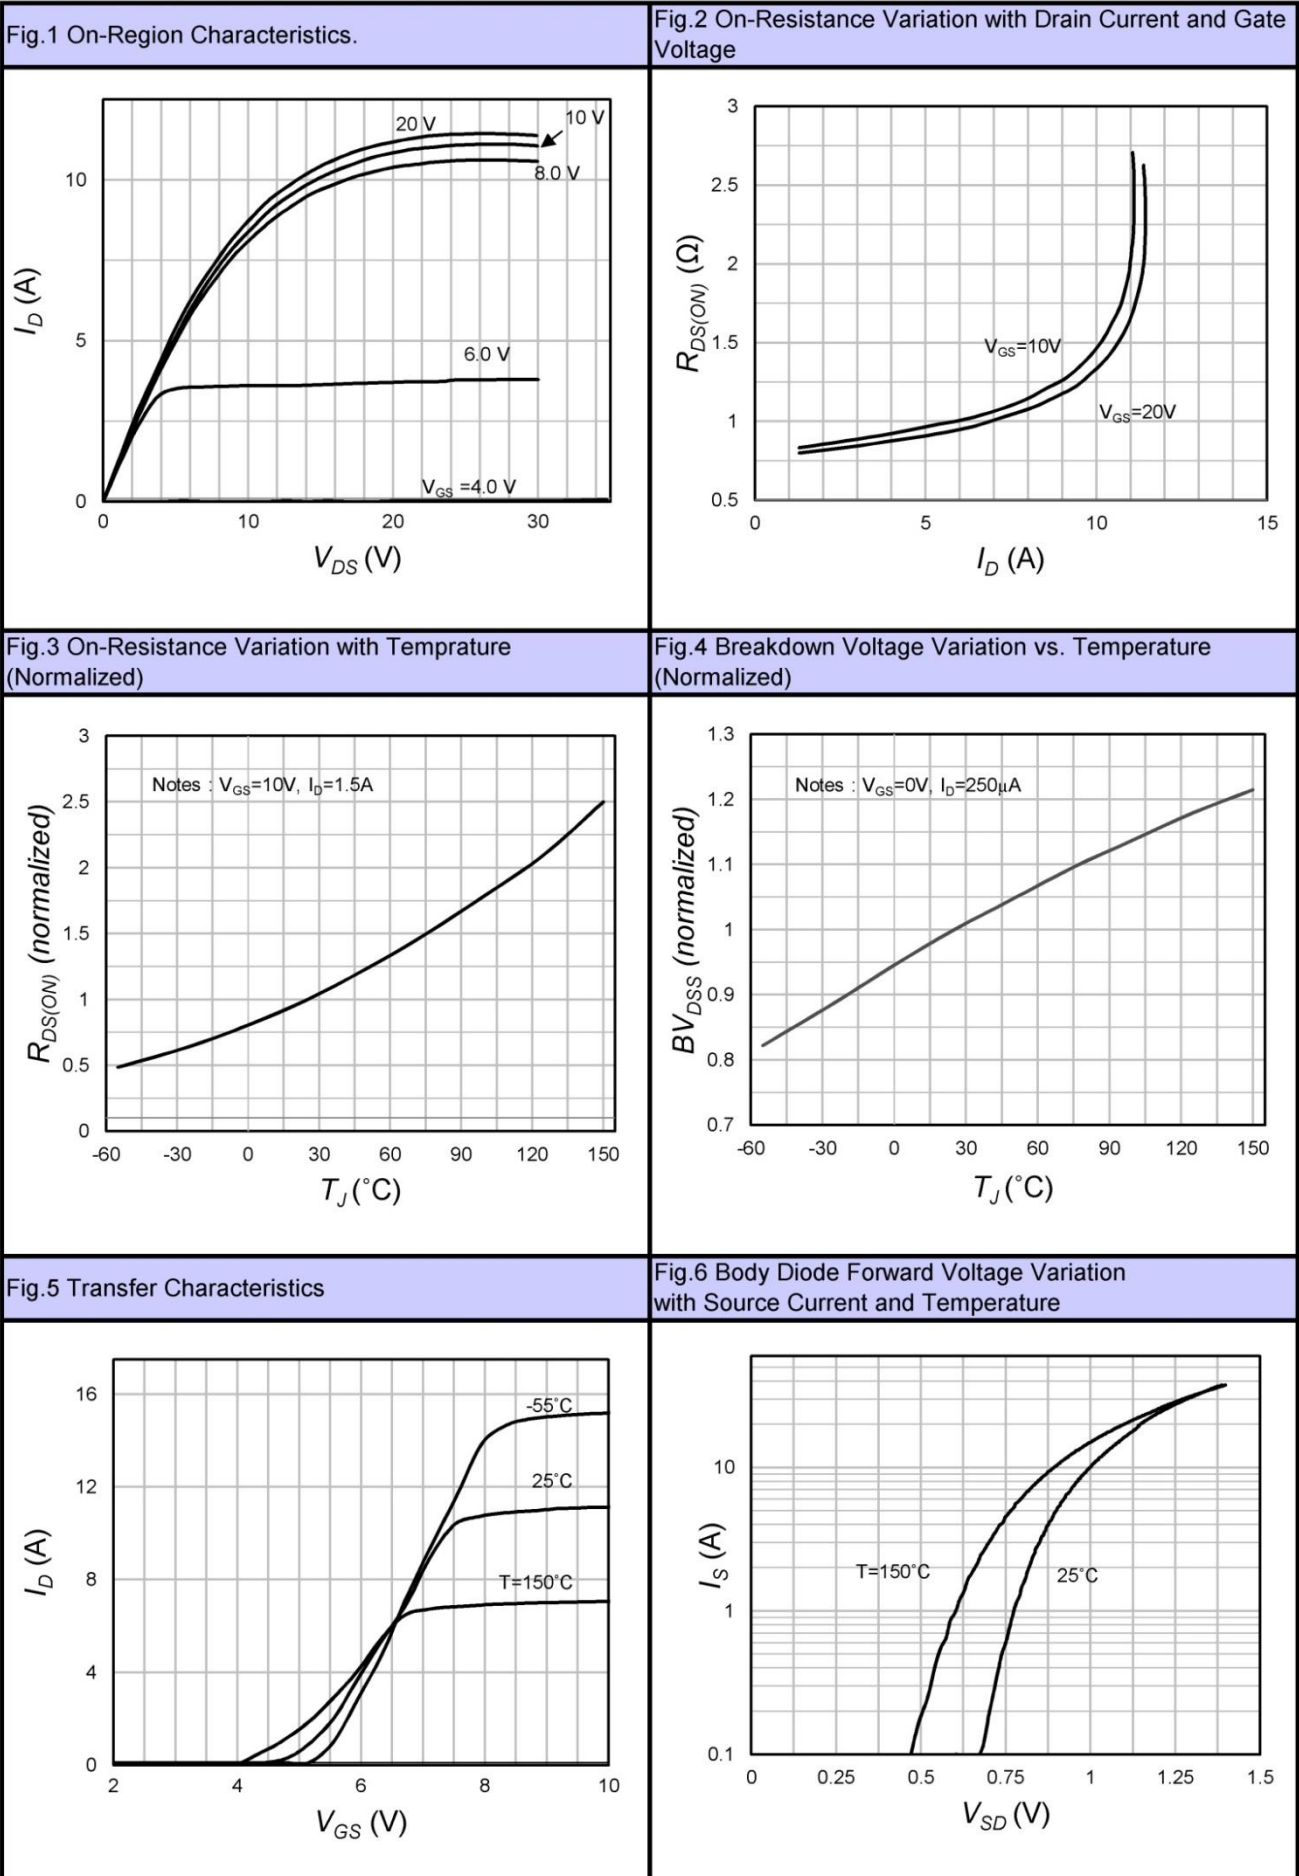 Fig.1 On-Region Characteristics.
Fig.2 On-Resistance Variation with Drain Current and Gate
Voltage
20 V
10 V
8.0 V
6.0 V
VGS =4.0 V
10
5
0
0 10 20 30
ID (A)
VDS (V)
3
2.5
2
1.5
1
0.5
VGS=10V
VGS=20V
0 5 10 15
RDS(ON) (Ω)
ID (A)
Fig.3 On-Resistance Variation with Temprature
(Normalized)
Fig.4 Breakdown Voltage Variation vs. Temperature
(Normalized)
Notes : VGS=10V, ID=1.5A
3
2.5
2
1.5
1
0.5
0
-60 -30 0 30 60 90 120 150
RDS(ON) (normalized)
TJ (°C)
Notes : VGS=0V, ID=250μA
1.3
1.2
1.1
1
0.9
0.8
0.7
-60 -30 0 30 60 90 120 150
BVDSS (normalized)
TJ (°C)
Fig.5 Transfer Characteristics
Fig.6 Body Diode Forward Voltage Variation
with Source Current and Temperature
-55°C
25°C
T=150°C
16
12
8
4
0
2 4 6 8 10
ID (A)
VGS (V)
T=150°C
25°C
10
1
0.1
0 0.25 0.5 0.75 1 1.25 1.5
IS (A)
VSD (V)